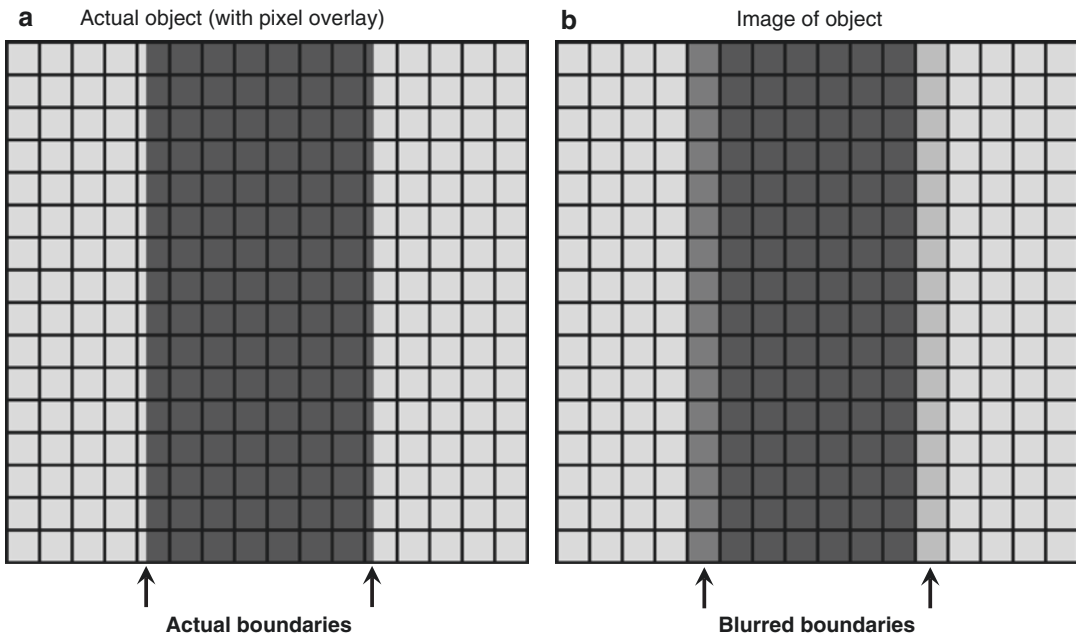 a Actual object (with pixel overlay)
b Image of object
Actual boundaries
Blurred boundaries